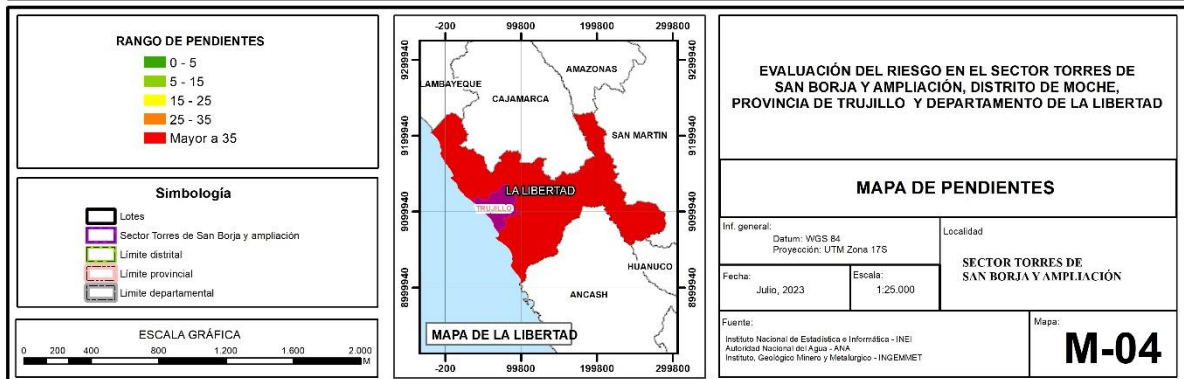 RANGO DE PENDIENTES
0 - 5
5 - 15
15 - 25
25 - 35
Mayor a 35
Simbología
Lotes
Sector Torres de San Borja y ampliación
Límite distrital
Límite provincial
Límite departamental
ESCALA GRÁFICA
0 200 400 800 1.200 1.600 2.000
M
-200 99800 199800 299800
9299940
9199940
9099940
8999940
LAMBAYEQUE
AMAZONAS
CAJAMARCA
SAN MARTIN
LA LIBERTAD
TRUJILLO
HUANUCO
ANCASH
MAPA DE LA LIBERTAD
9299940
9199940
9099940
8999940
-200 99800 199800 299800
EVALUACIÓN DEL RIESGO EN EL SECTOR TORRES DE
SAN BORJA Y AMPLIACIÓN, DISTRITO DE MOCHE,
PROVINCIA DE TRUJILLO Y DEPARTAMENTO DE LA LIBERTAD
MAPA DE PENDIENTES
Inf. general:
Datum: WGS 84
Proyección: UTM Zona 17S
Localidad
SECTOR TORRES DE
SAN BORJA Y AMPLIACIÓN
Fecha:
Julio, 2023
Escala:
1:25.000
Fuente:
Instituto Nacional de Estadística e Informática - INEI
Autoridad Nacional del Agua - ANA
Instituto, Geológico Minero y Metalurgico - INGEMMET
Mapa:
M-04